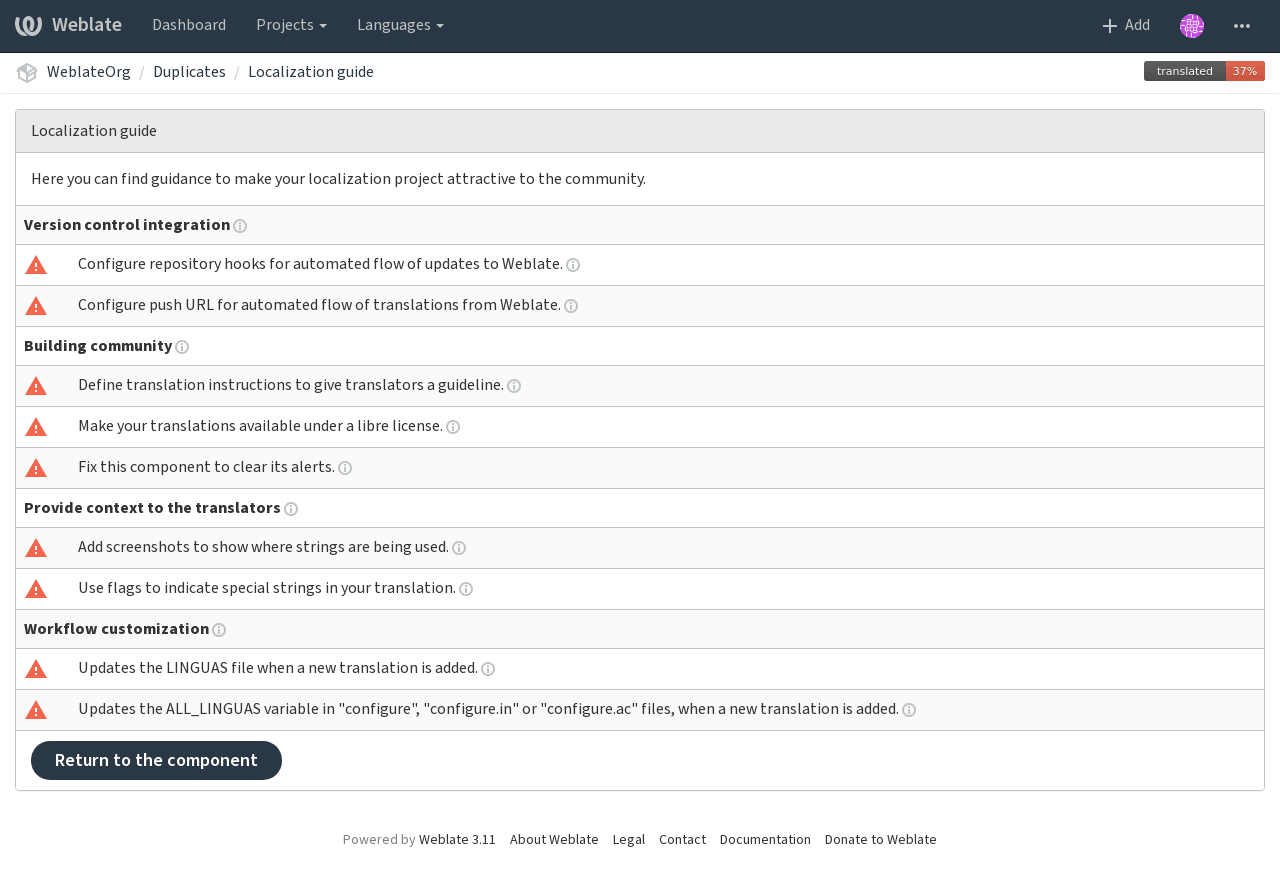 Weblate Dashboard Projects Languages Add
WeblateOrg / Duplicates / Localization guide translated 37%
Localization guide
Here you can find guidance to make your localization project attractive to the community.
Version control integration
Configure repository hooks for automated flow of updates to Weblate.
Configure push URL for automated flow of translations from Weblate.
Building community
Define translation instructions to give translators a guideline.
Make your translations available under a libre license.
Fix this component to clear its alerts.
Provide context to the translators
Add screenshots to show where strings are being used.
Use flags to indicate special strings in your translation.
Workflow customization
Updates the LINGUAS file when a new translation is added.
Updates the ALL_LINGUAS variable in "configure", "configure.in" or "configure.ac" files, when a new translation is added.
Return to the component
Powered by Weblate 3.11 About Weblate Legal Contact Documentation Donate to Weblate